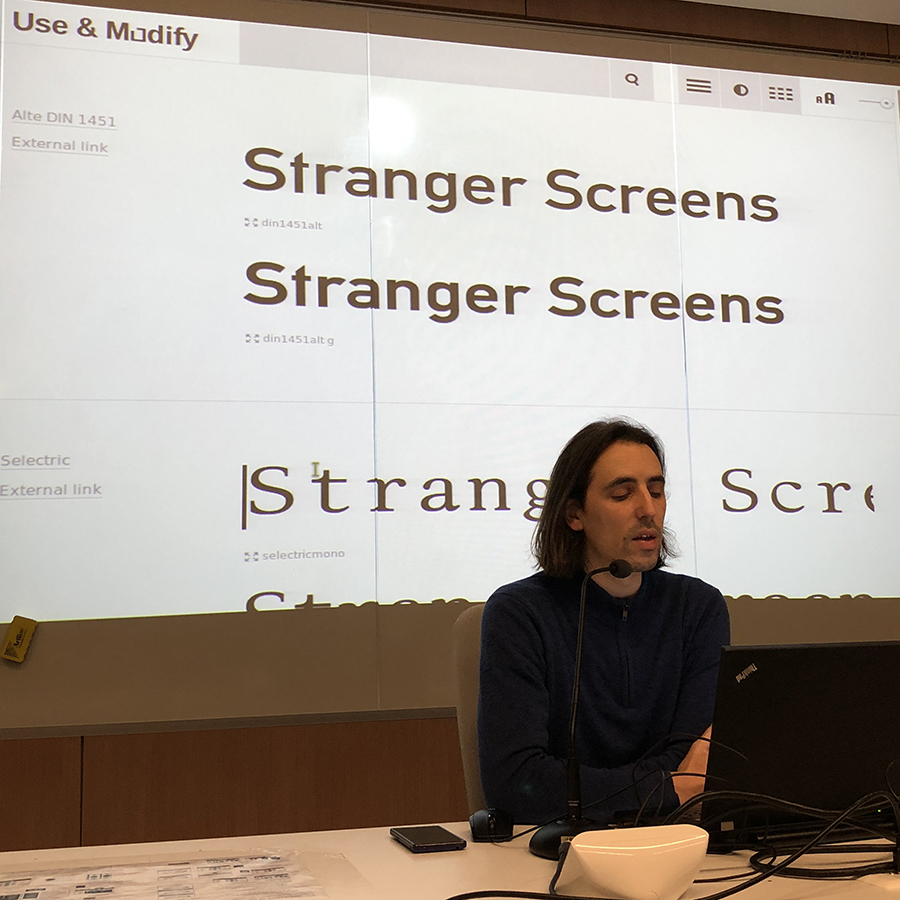 Use & Modify
Alte DIN 1451
External link
Stranger Screens
din1451alt
Stranger Screens
din1451alt g
Selectric
External link
Strang Scre
selectricmono
ThinkPad